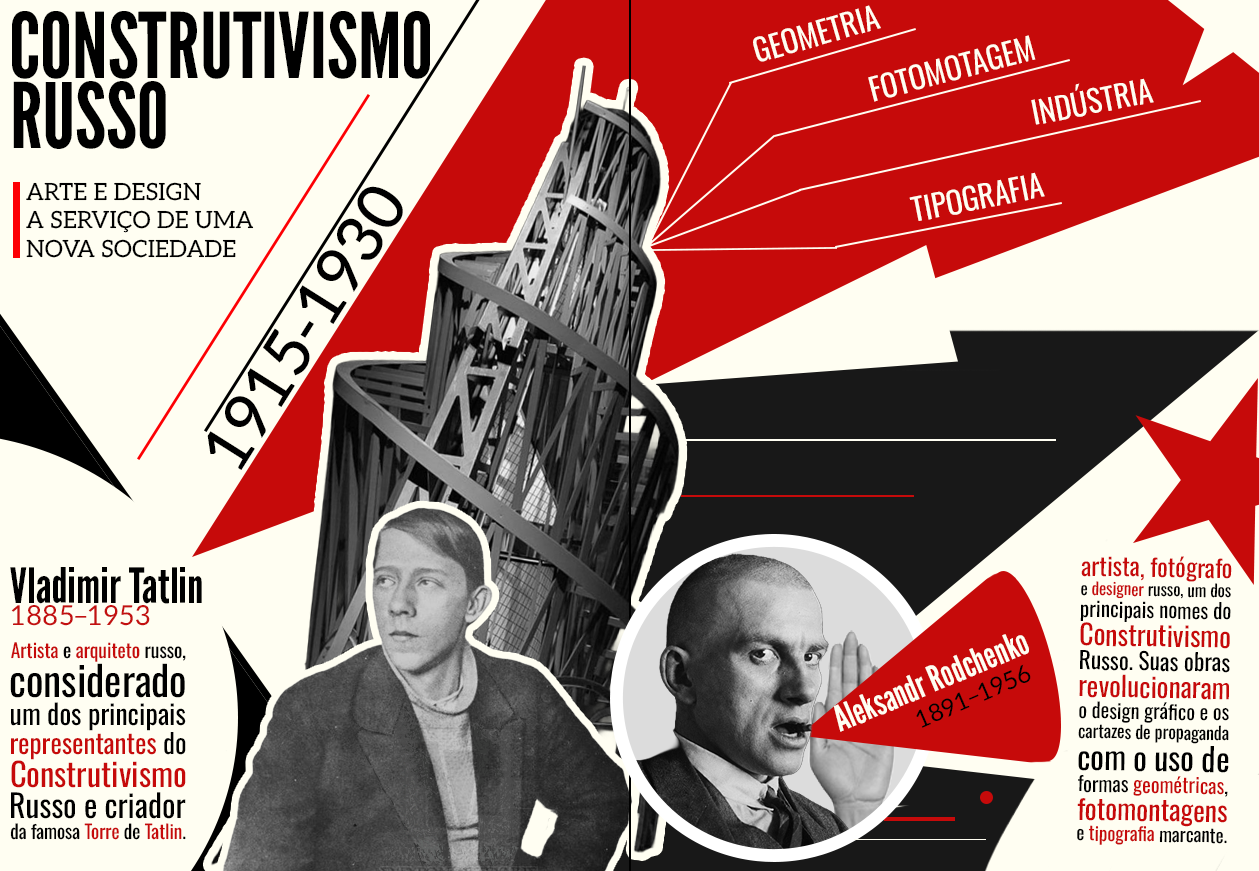 CONSTRUTIVISMO
RUSSO
ARTE E DESIGN
A SERVIÇO DE UMA
NOVA SOCIEDADE
1915-1930
GEOMETRIA
FOTOMOTAGEM
INDÚSTRIA
TIPOGRAFIA
Vladimir Tatlin
1885–1953
Artista e arquiteto russo,
considerado
um dos principais
representantes do
Construtivismo
Russo e criador
da famosa Torre de Tatlin.
Aleksandr Rodchenko
1891–1956
artista, fotógrafo
e designer russo, um dos
principais nomes do
Construtivismo
Russo. Suas obras
revolucionaram
o design gráfico e os
cartazes de propaganda
com o uso de
formas geométricas,
fotomontagens
e tipografia marcante.